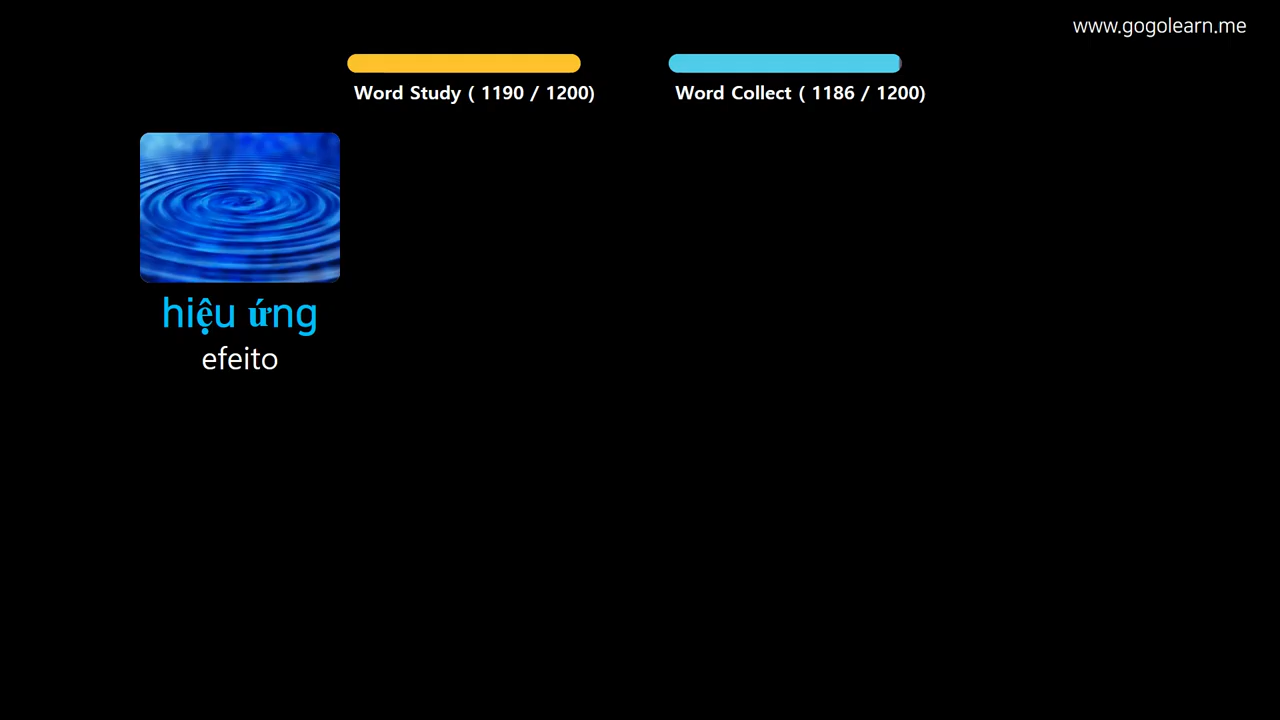 www.gogolearn.me
Word Study ( 1190 / 1200)
Word Collect ( 1186 / 1200)
hiệu ứng
efeito